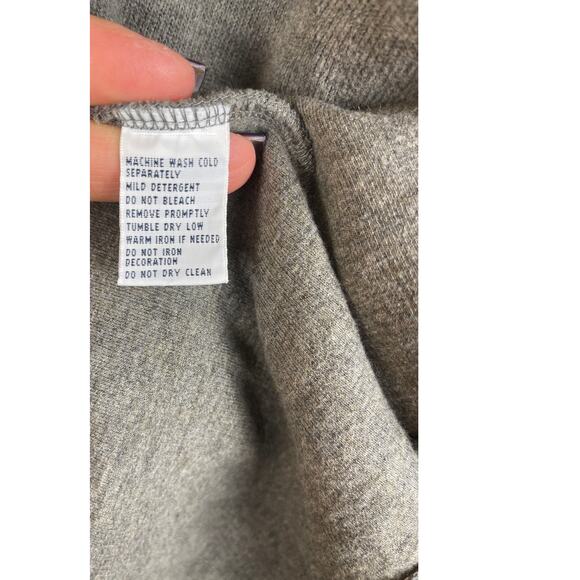 MACHINE WASH COLD
SEPARATELY
MILD DETERGENT
DO NOT BLEACH
REMOVE PROMPTLY
TUMBLE DRY LOW
WARM IRON IF NEEDED
DO NOT IRON
DECORATION
DO NOT DRY CLEAN